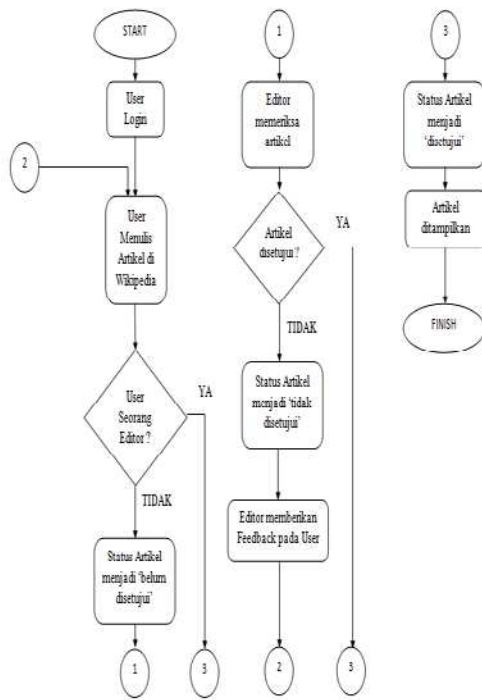 START
User
Login
2
User
Menulis
Artikel di
Wikipedia
User
Seorang
Editor ?
YA
TIDAK
Status Artikel
menjadi 'belum
disetujui'
1
3
1
Editor
memeriksa
artikel
Artikel
disetujui ?
YA
TIDAK
Status Artikel
menjadi 'tidak
disetujui'
Editor memberikan
Feedback pada User
2
3
3
Status Artikel
menjadi
'disetujui'
Artikel
ditampilkan
FINISH